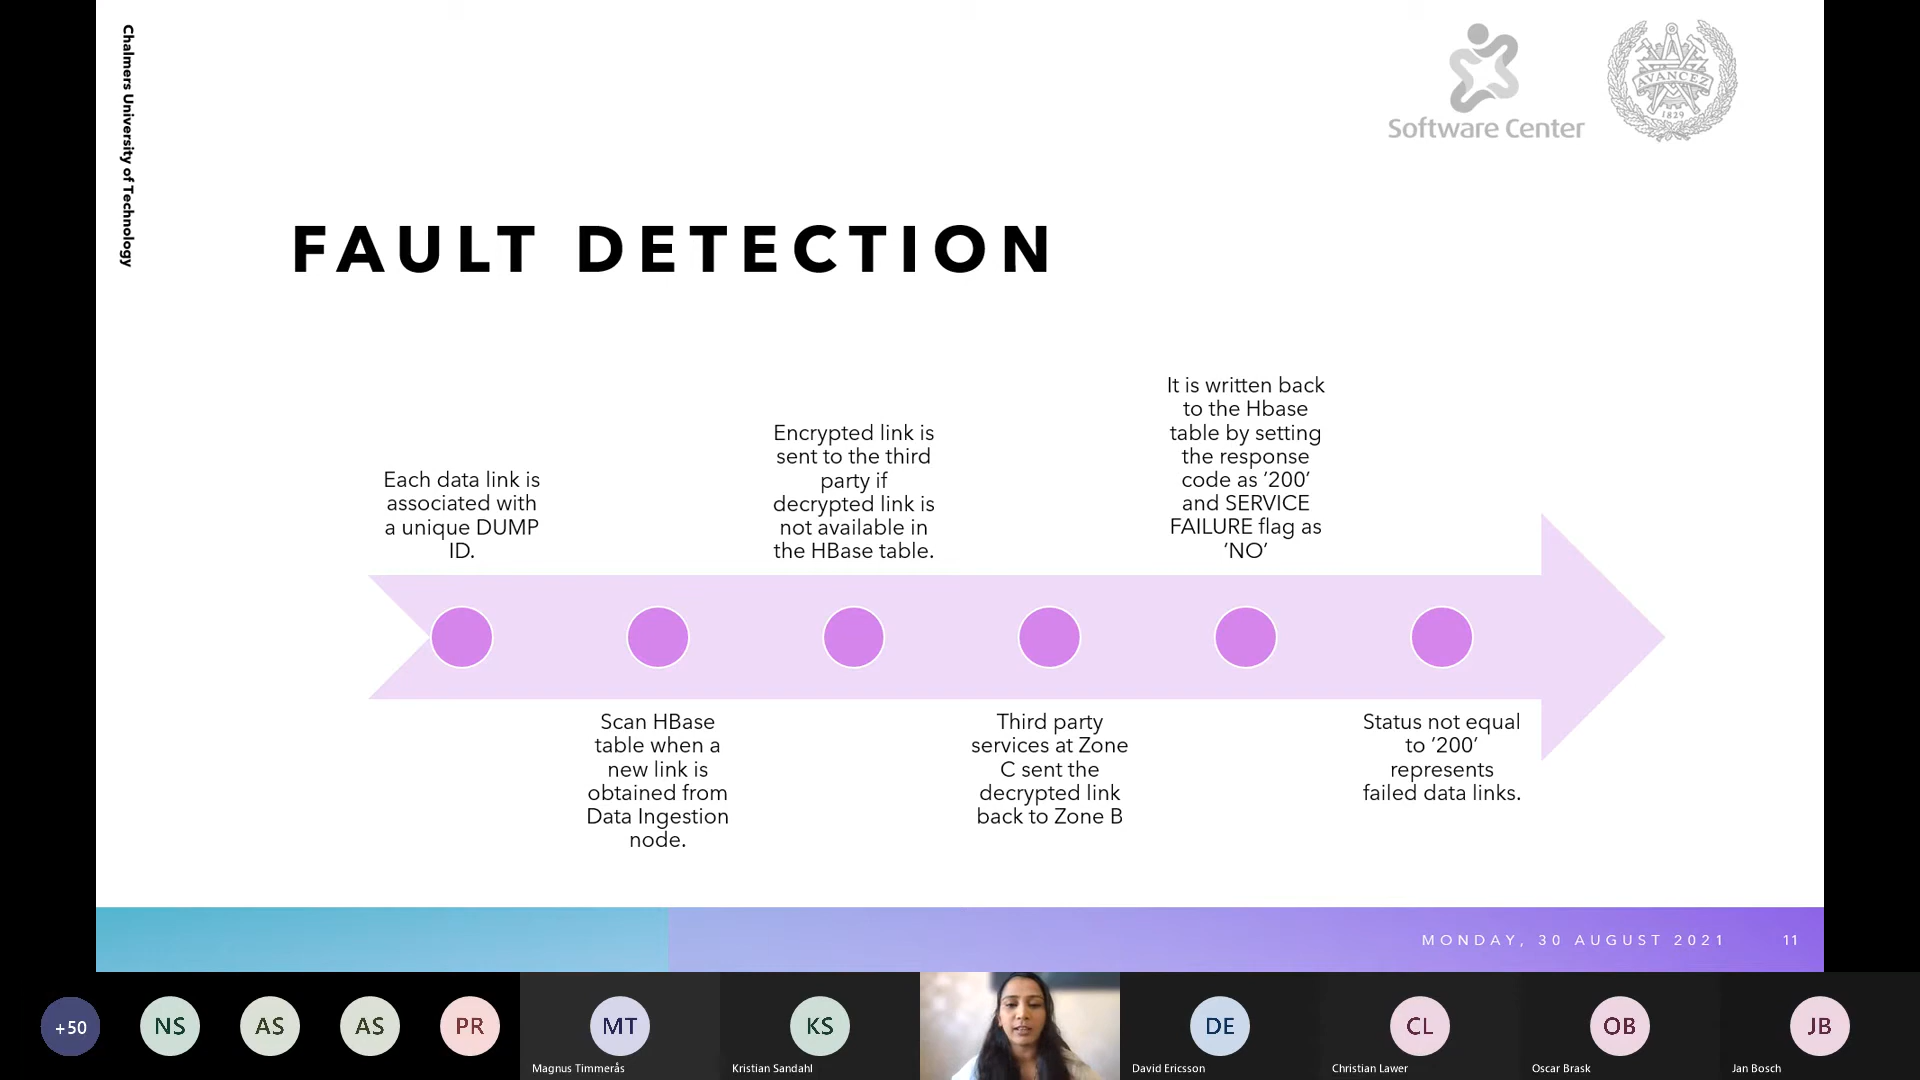 Chalmers University of Technology
Software Center
AVANCEZ
1829
FAULT DETECTION
Each data link is
associated with
a unique DUMP
ID.
Scan HBase
table when a
new link is
obtained from
Data Ingestion
node.
Encrypted link is
sent to the third
party if
decrypted link is
not available in
the HBase table.
Third party
services at Zone
C sent the
decrypted link
back to Zone B
It is written back
to the Hbase
table by setting
the response
code as ’200’
and SERVICE
FAILURE flag as
’NO’
Status not equal
to ’200’
represents
failed data links.
MONDAY, 30 AUGUST 2021
11
+50
NS
AS
AS
PR
MT
Magnus Timmerås
KS
Kristian Sandahl
DE
David Ericsson
CL
Christian Lawer
OB
Oscar Brask
JB
Jan Bosch